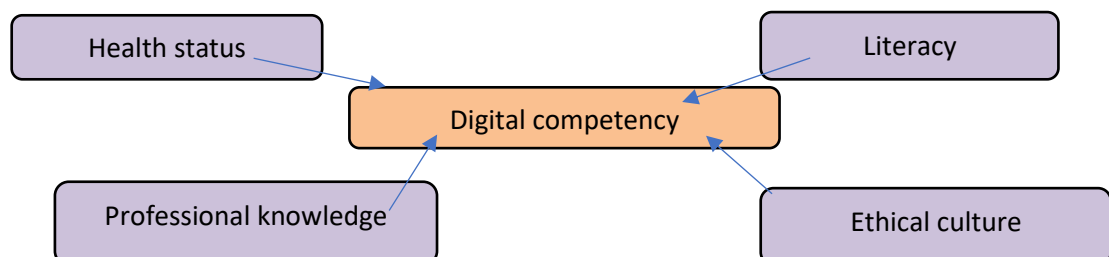 Health status
Literacy
Digital competency
Professional knowledge
Ethical culture